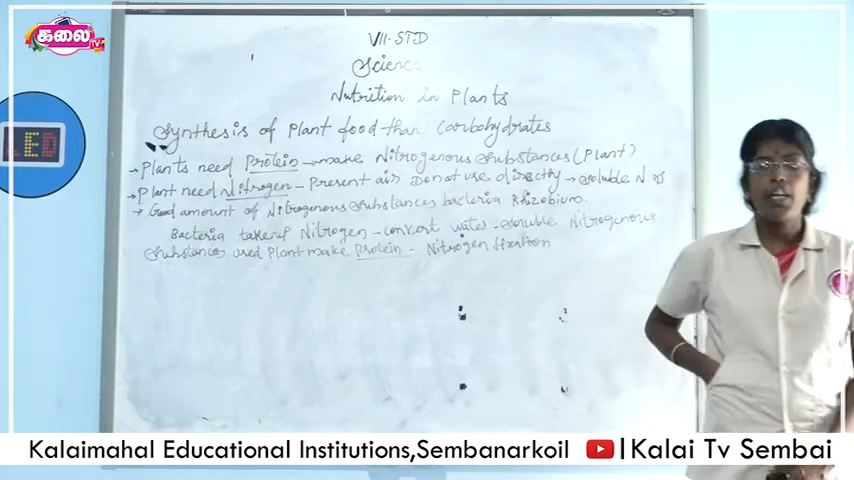 கலை TV
VII-STD
Science
Nutrition in Plants
Synthesis of Plant food than Carbohydrates
→ Plants need Protein → make Nitrogenous Substances (Plant)
→ Plant need Nitrogen - Present air Do not use directly → Soluble N
→ Good amount of Nitrogenous Substances bacteria Rhizobium.
Bacteria Nitrogen - convert water - soluble Nitrogenous
Substances used Plant make Protein - Nitrogen fixation
LED
Kalaimahal Educational Institutions,Sembanarkoil | Kalai Tv Sembai